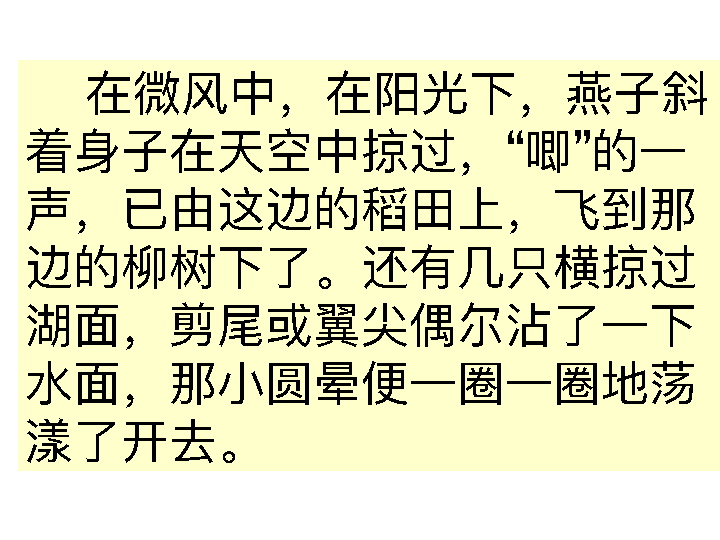 在微风中，在阳光下，燕子斜
着身子在天空中掠过，“唧”的一
声，已由这边的稻田上，飞到那
边的柳树下了。还有几只横掠过
湖面，剪尾或翼尖偶尔沾了一下
水面，那小圆晕便一圈一圈地荡
漾了开去。